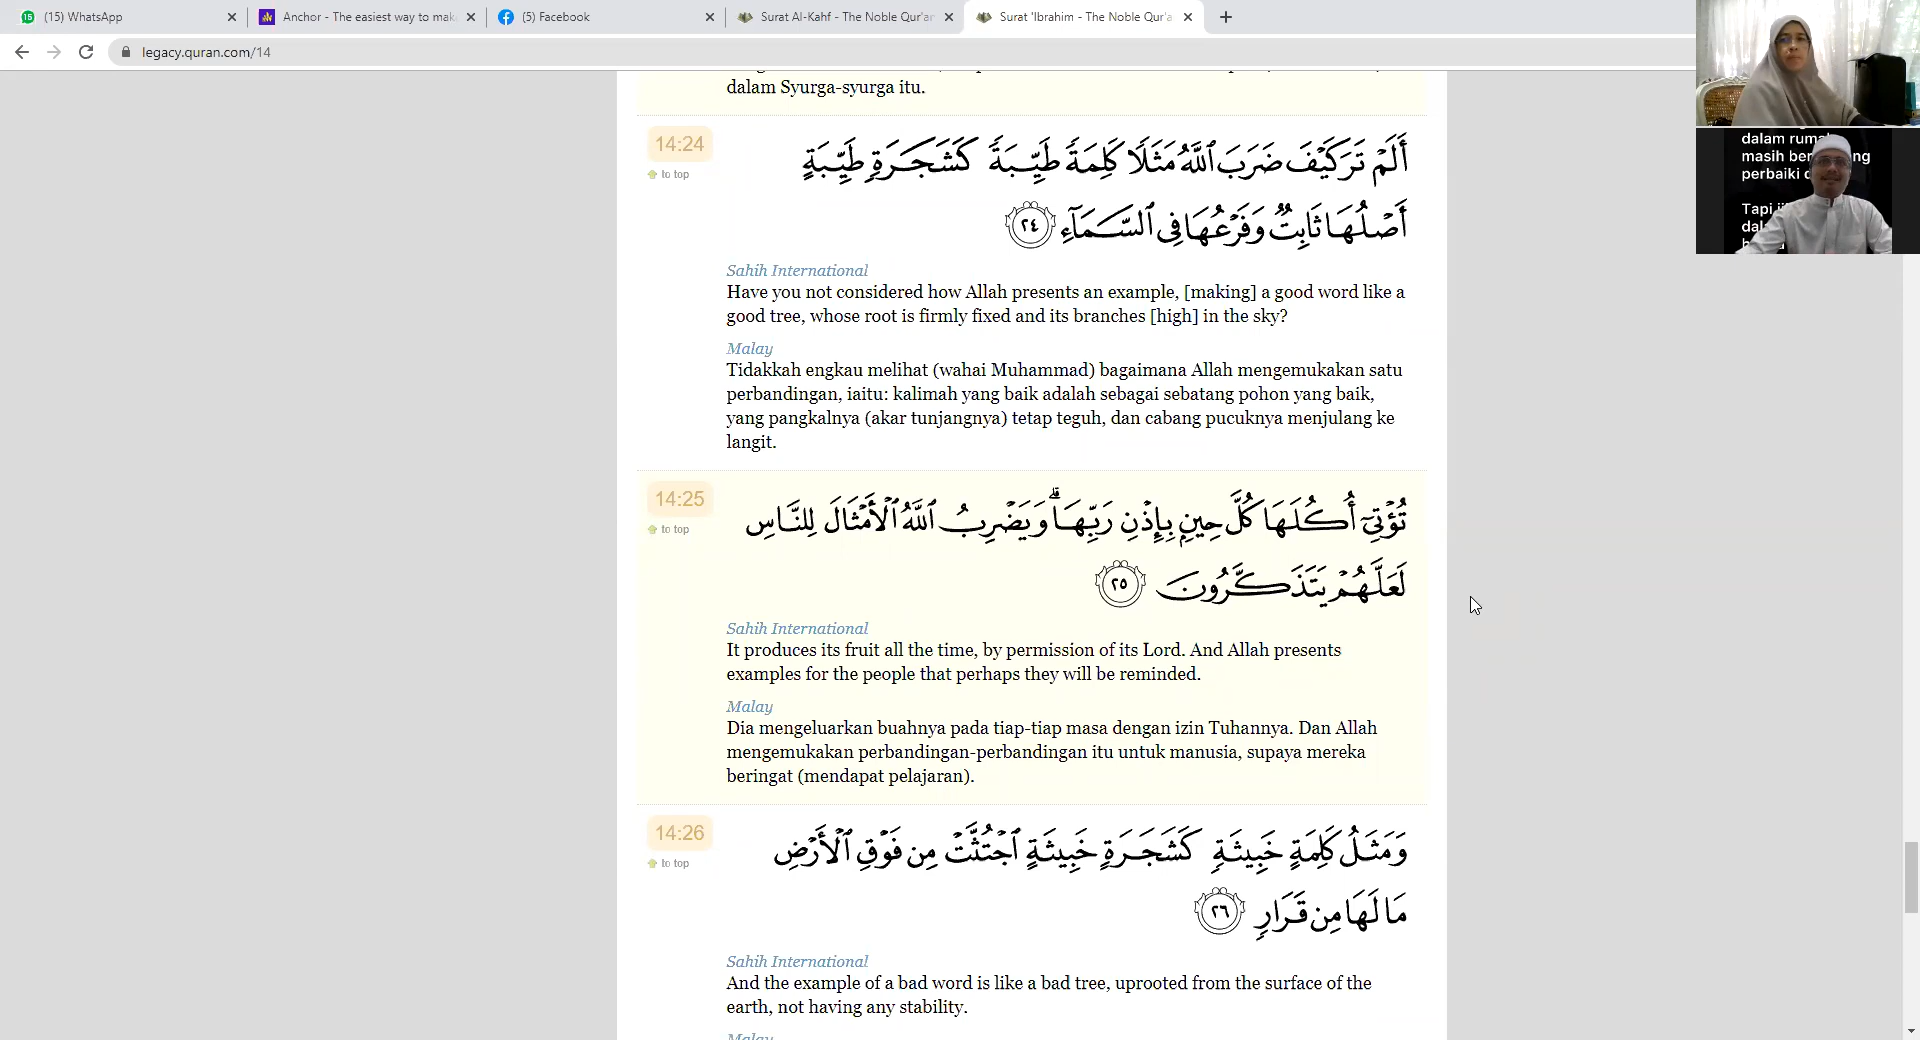 (15) WhatsApp
Anchor - The easiest way to mak
(5) Facebook
Surat Al-Kahf - The Noble Qur'an
Surat 'Ibrahim - The Noble Qur'a
legacy.quran.com/14
dalam Syurga-syurga itu.
14:24
to top
أَلَمْ تَرَ كَيْفَ ضَرَبَ ٱللَّهُ مَثَلًا كَلِمَةً طَيِّبَةً كَشَجَرَةٍ طَيِّبَةٍ
أَصْلُهَا ثَابِتٌ وَفَرْعُهَا فِى ٱلسَّمَآءِ ٢٤
Sahih International
Have you not considered how Allah presents an example, [making] a good word like a
good tree, whose root is firmly fixed and its branches [high] in the sky?
Malay
Tidakkah engkau melihat (wahai Muhammad) bagaimana Allah mengemukakan satu
perbandingan, iaitu: kalimah yang baik adalah sebagai sebatang pohon yang baik,
yang pangkalnya (akar tunjangnya) tetap teguh, dan cabang pucuknya menjulang ke
langit.
14:25
to top
تُؤْتِىٓ أُكُلَهَا كُلَّ حِينٍۭ بِإِذْنِ رَبِّهَا ۗ وَيَضْرِبُ ٱللَّهُ ٱلْأَمْثَالَ لِلنَّاسِ
لَعَلَّهُمْ يَتَذَكَّرُونَ ٢٥
Sahih International
It produces its fruit all the time, by permission of its Lord. And Allah presents
examples for the people that perhaps they will be reminded.
Malay
Dia mengeluarkan buahnya pada tiap-tiap masa dengan izin Tuhannya. Dan Allah
mengemukakan perbandingan-perbandingan itu untuk manusia, supaya mereka
beringat (mendapat pelajaran).
14:26
to top
وَمَثَلُ كَلِمَةٍ خَبِيثَةٍ كَشَجَرَةٍ خَبِيثَةٍ ٱجْتُثَّتْ مِن فَوْقِ ٱلْأَرْضِ
مَا لَهَا مِن قَرَارٍ ٢٦
Sahih International
And the example of a bad word is like a bad tree, uprooted from the surface of the
earth, not having any stability.
Malay
dalam
masih
perbaiki
Tapi